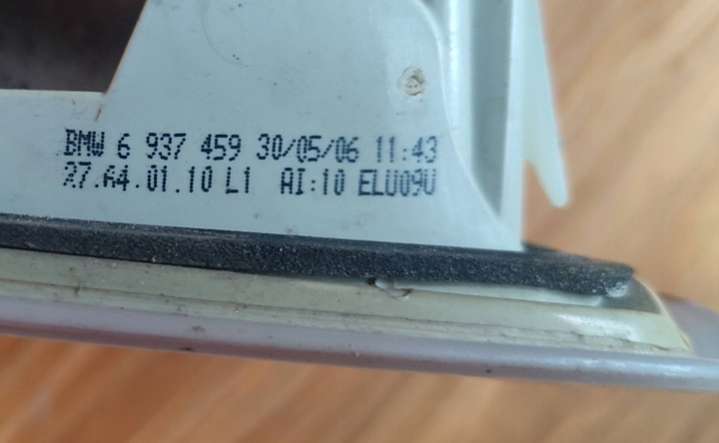 BMW 6 937 459 30/05/06 11:43
27.64.01.10 L1 AI:10 ELU09U